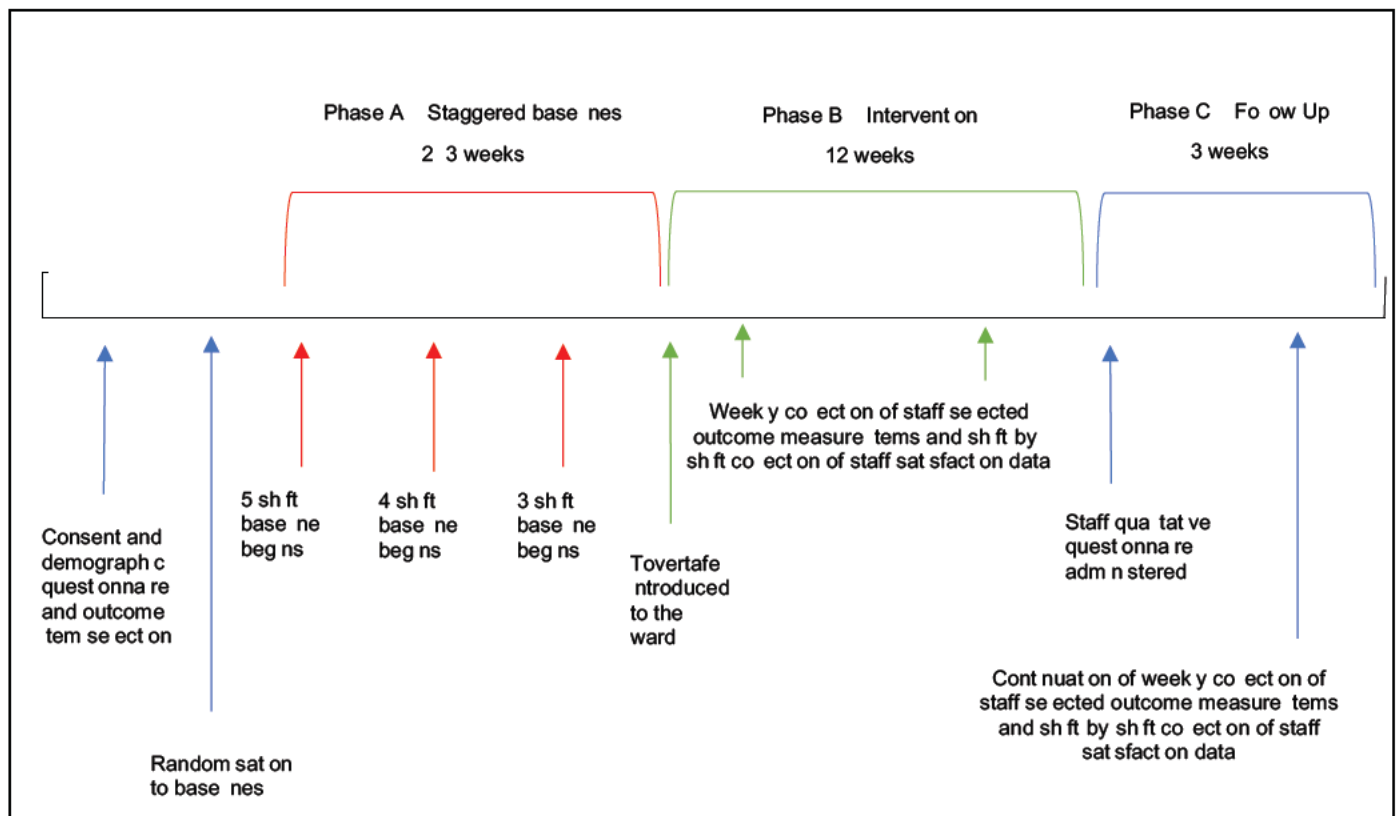 Phase A   Staggered base nes
2 3 weeks
Phase B   Intervent on
12 weeks
Phase C   Fo ow Up
3 weeks
Consent and
demograph c
quest onna re
and outcome
tem se ect on
Random sat on
to base nes
5 sh ft
base ne
beg ns
4 sh ft
base ne
beg ns
3 sh ft
base ne
beg ns
Tovertafe
ntroduced
to the
ward
Week y co ect on of staff se ected
outcome measure tems and sh ft by
sh ft co ect on of staff sat sfact on data
Staff qua tat ve
quest onna re
adm n stered
Cont nuat on of week y co ect on of
staff se ected outcome measure tems
and sh ft by sh ft co ect on of staff
sat sfact on data